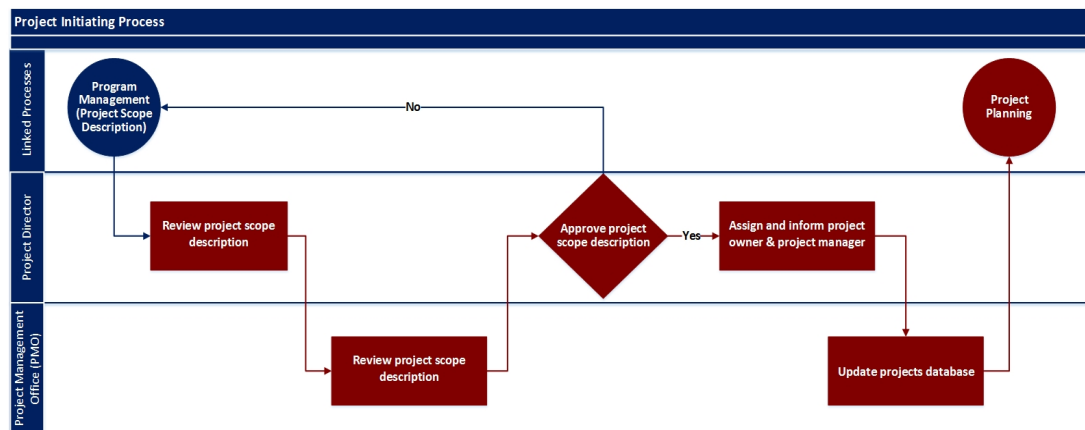 Project Initiating Process
Linked Processes
Program
Management
(Project Scope
Description)
No
Project
Planning
Project Director
Review project scope
description
Approve project
scope description
Yes
Assign and inform project
owner & project manager
Project Management
Office (PMO)
Review project scope
description
Update projects database